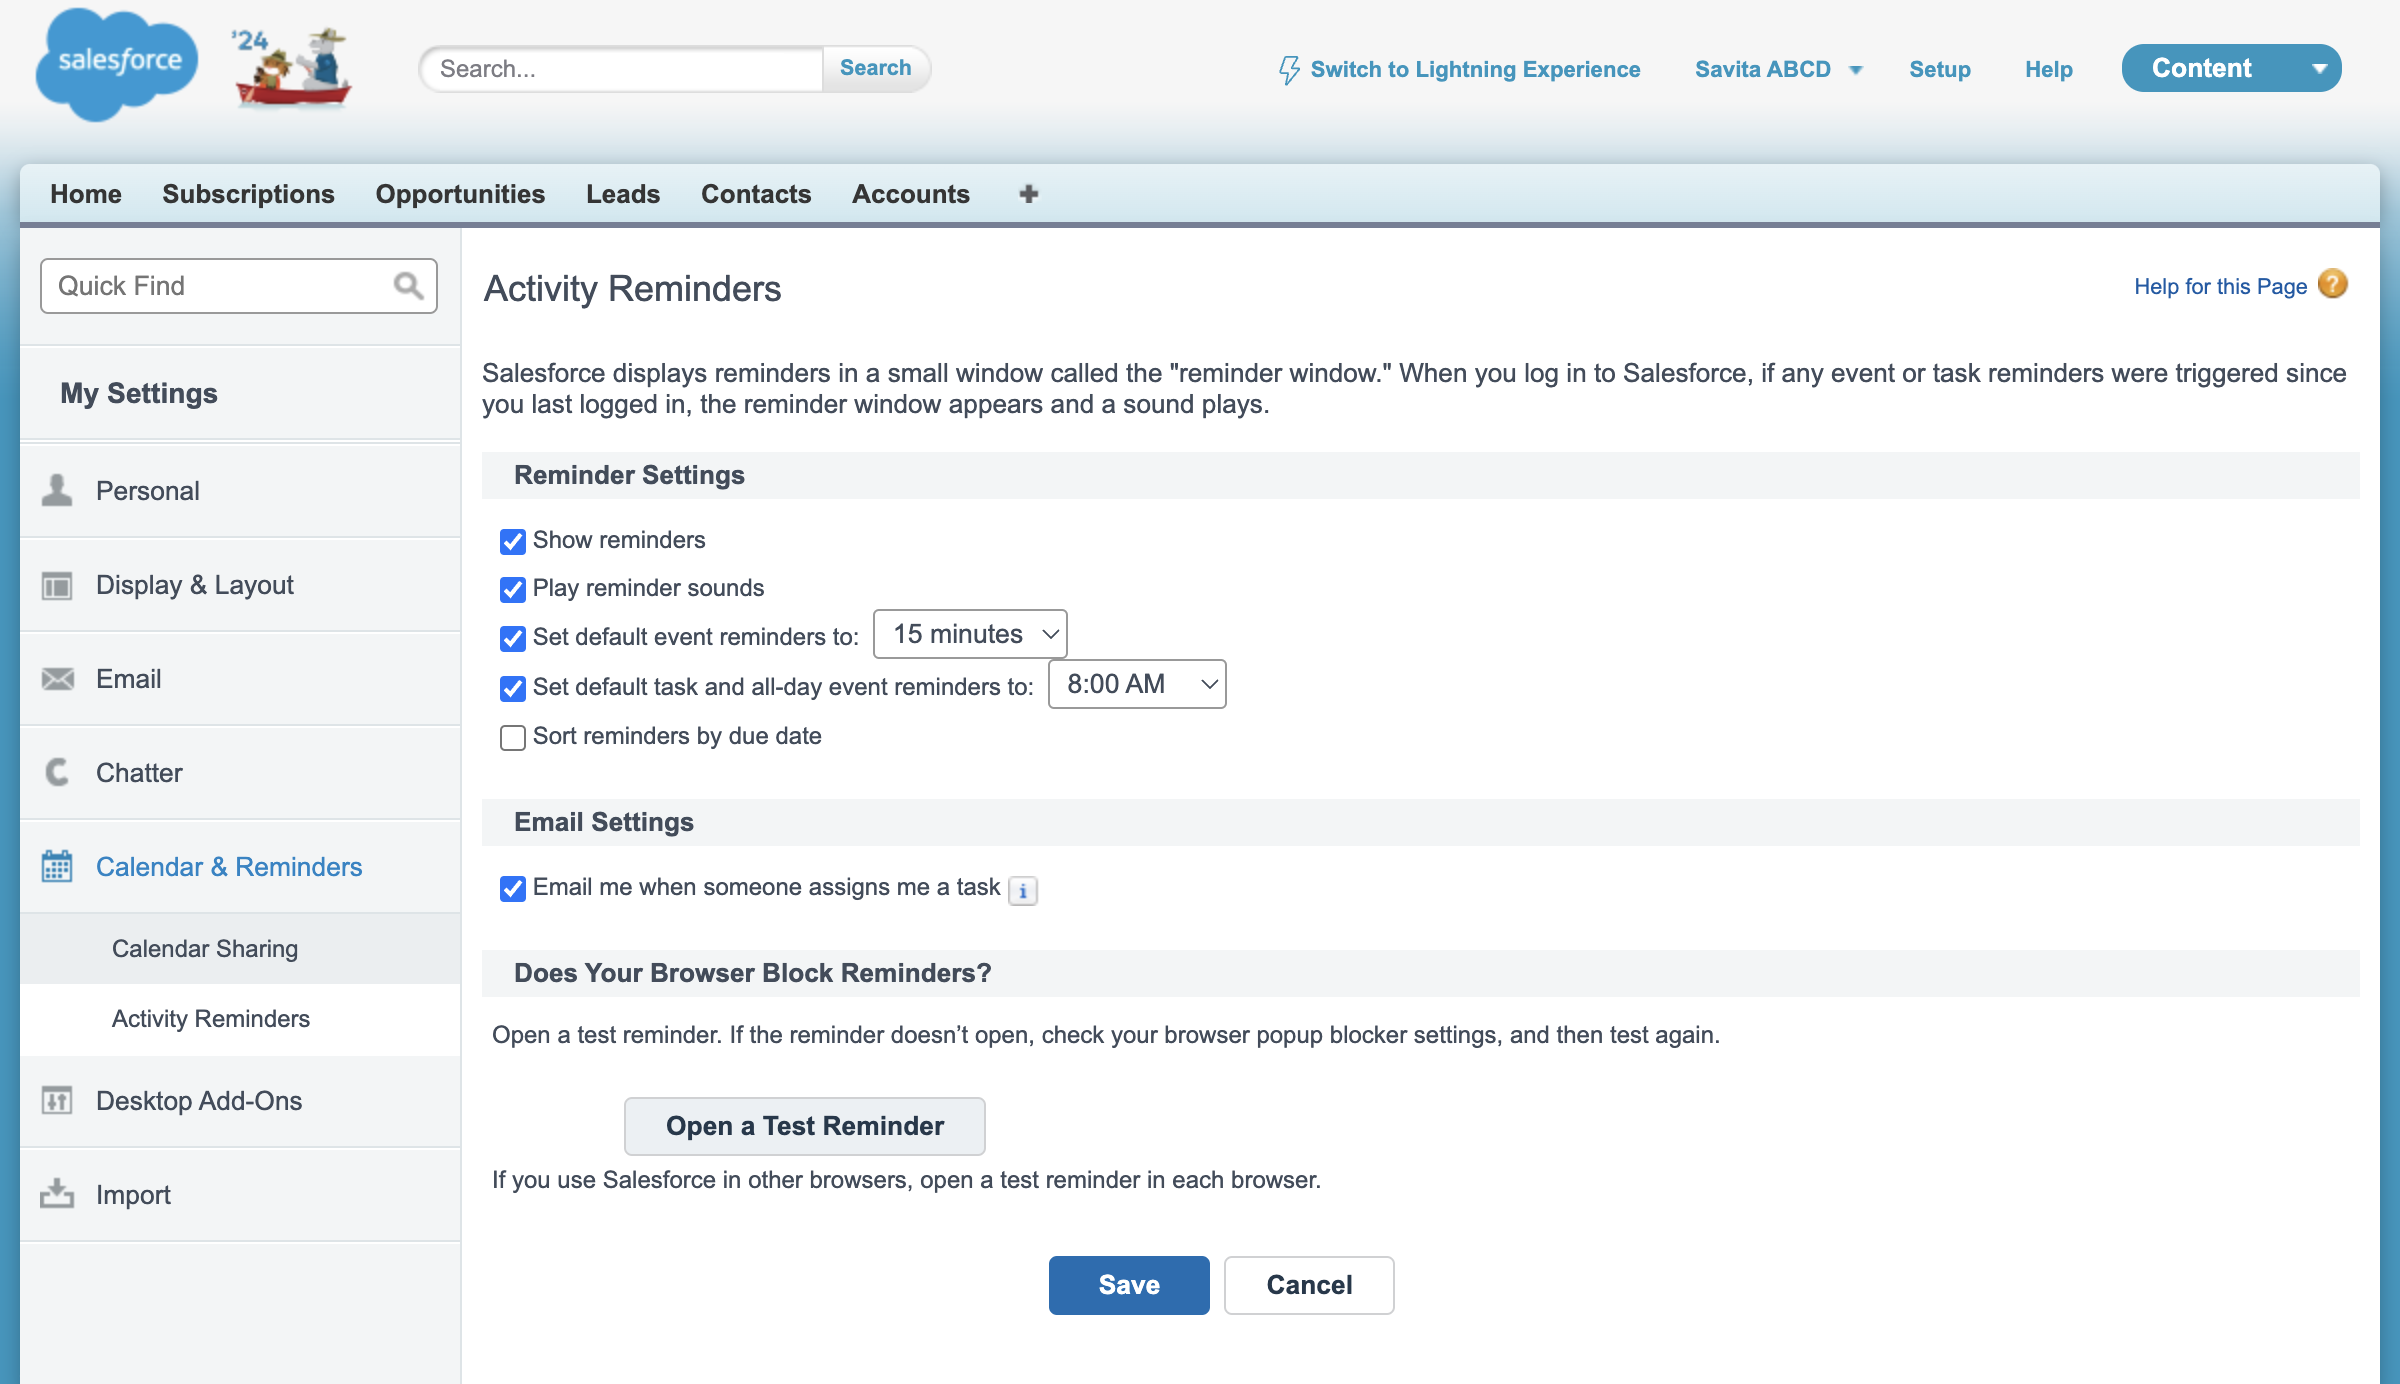 salesforce
'24
Search...
Search
Switch to Lightning Experience
Savita ABCD
Setup
Help
Content
Home
Subscriptions
Opportunities
Leads
Contacts
Accounts
Quick Find
My Settings
Personal
Display & Layout
Email
Chatter
Calendar & Reminders
Calendar Sharing
Activity Reminders
Desktop Add-Ons
Import
Activity Reminders
Help for this Page
?
Salesforce displays reminders in a small window called the "reminder window." When you log in to Salesforce, if any event or task reminders were triggered since
you last logged in, the reminder window appears and a sound plays.
Reminder Settings
Show reminders
Play reminder sounds
Set default event reminders to: 15 minutes
Set default task and all-day event reminders to: 8:00 AM
Sort reminders by due date
Email Settings
Email me when someone assigns me a task i
Does Your Browser Block Reminders?
Open a test reminder. If the reminder doesn’t open, check your browser popup blocker settings, and then test again.
Open a Test Reminder
If you use Salesforce in other browsers, open a test reminder in each browser.
Save
Cancel